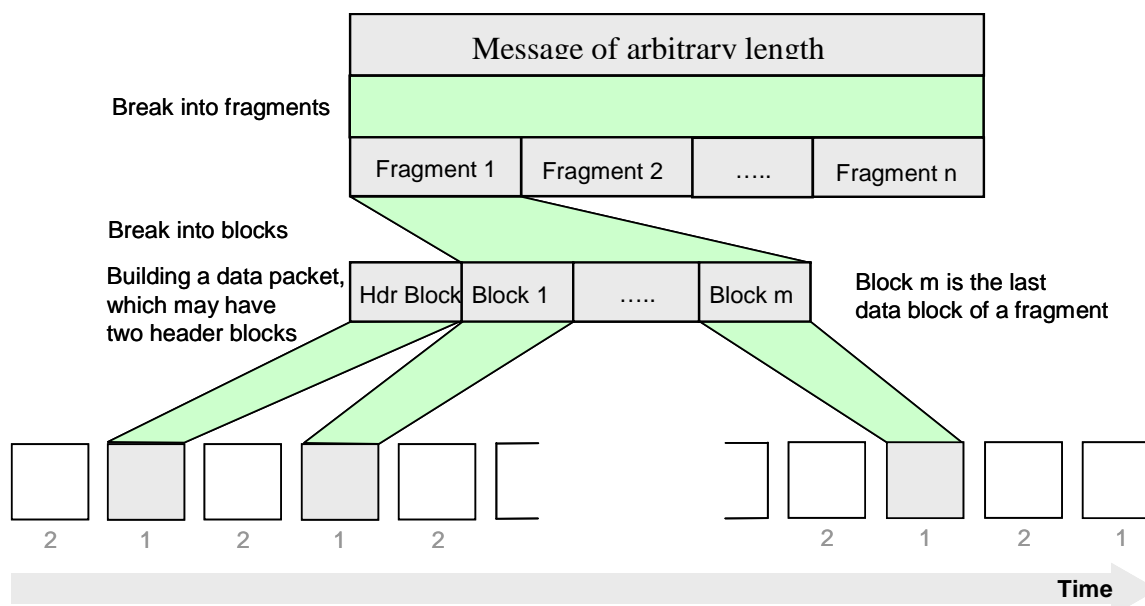 Message of arbitrary length
Break into fragments
Fragment 1
Fragment 2
…..
Fragment n
Break into blocks
Building a data packet,
which may have
two header blocks
Hdr Block
Block 1
…..
Block m
Block m is the last
data block of a fragment
2
1
2
1
2
2
1
2
1
Time